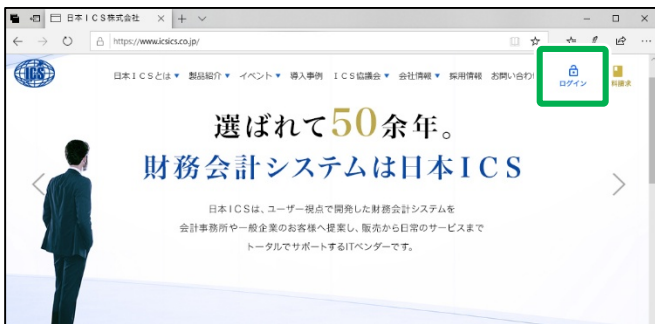 日本ＩＣＳ株式会社
https://www.icsics.co.jp/
ICS
日本ＩＣＳとは▼ 製品紹介▼ イベント▼ 導入事例 ＩＣＳ協議会▼ 会社情報▼ 採用情報 お問い合わ
ログイン
料請求
選ばれて50余年。
財務会計システムは日本ＩＣＳ
日本ＩＣＳは、ユーザー視点で開発した財務会計システムを
会計事務所や一般企業のお客様へ提案し、販売から日常のサービスまで
トータルでサポートするITベンダーです。